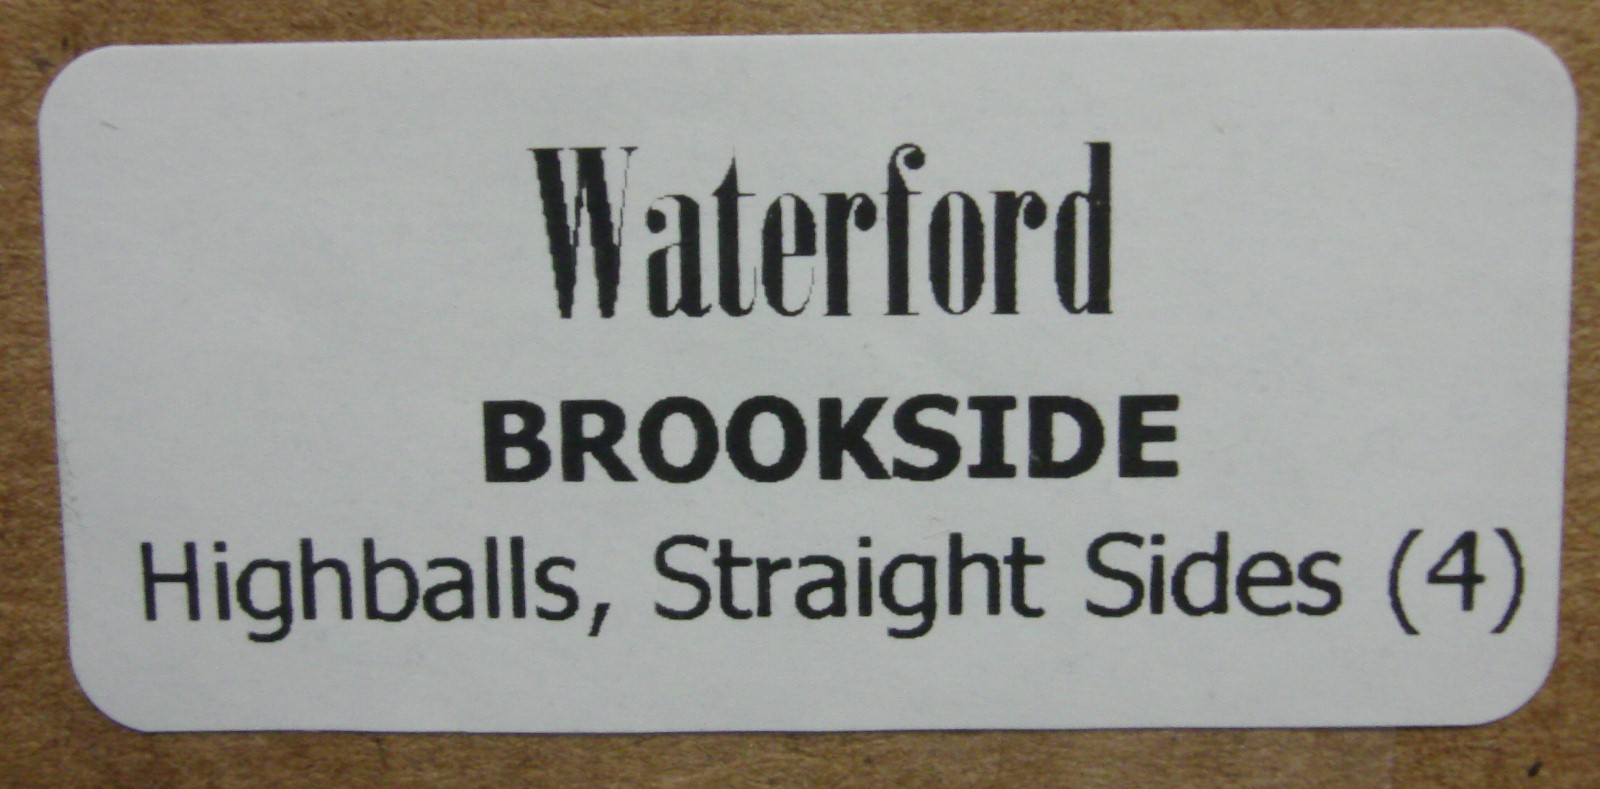 Waterford
BROOKSIDE
Highballs, Straight Sides (4)